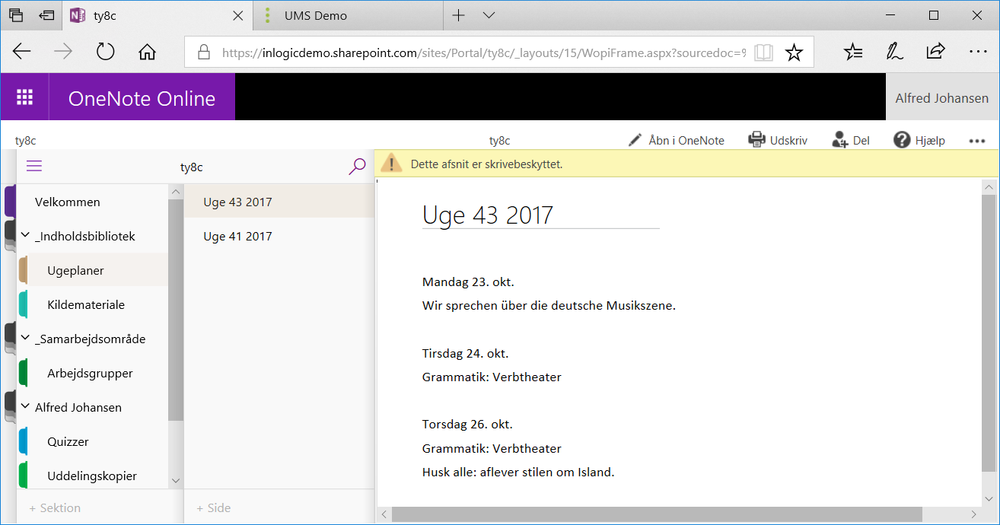 ty8c
UMS Demo
https://inlogicdemo.sharepoint.com/sites/Portal/ty8c/_layouts/15/WopiFrame.aspx?sourcedoc=%
OneNote Online
Alfred Johansen
ty8c
ty8c
Åbn i OneNote
Udskriv
Del
Hjælp
ty8c
Dette afsnit er skrivebeskyttet.
Velkommen
_Indholdsbibliotek
Ugeplaner
Kildemateriale
_Samarbejdsområde
Arbejdsgrupper
Alfred Johansen
Quizzer
Uddelingskopier
+ Sektion
Uge 43 2017
Uge 41 2017
+ Side
Uge 43 2017
Mandag 23. okt.
Wir sprechen über die deutsche Musikszene.
Tirsdag 24. okt.
Grammatik: Verbtheater
Torsdag 26. okt.
Grammatik: Verbtheater
Husk alle: aflever stilen om Island.